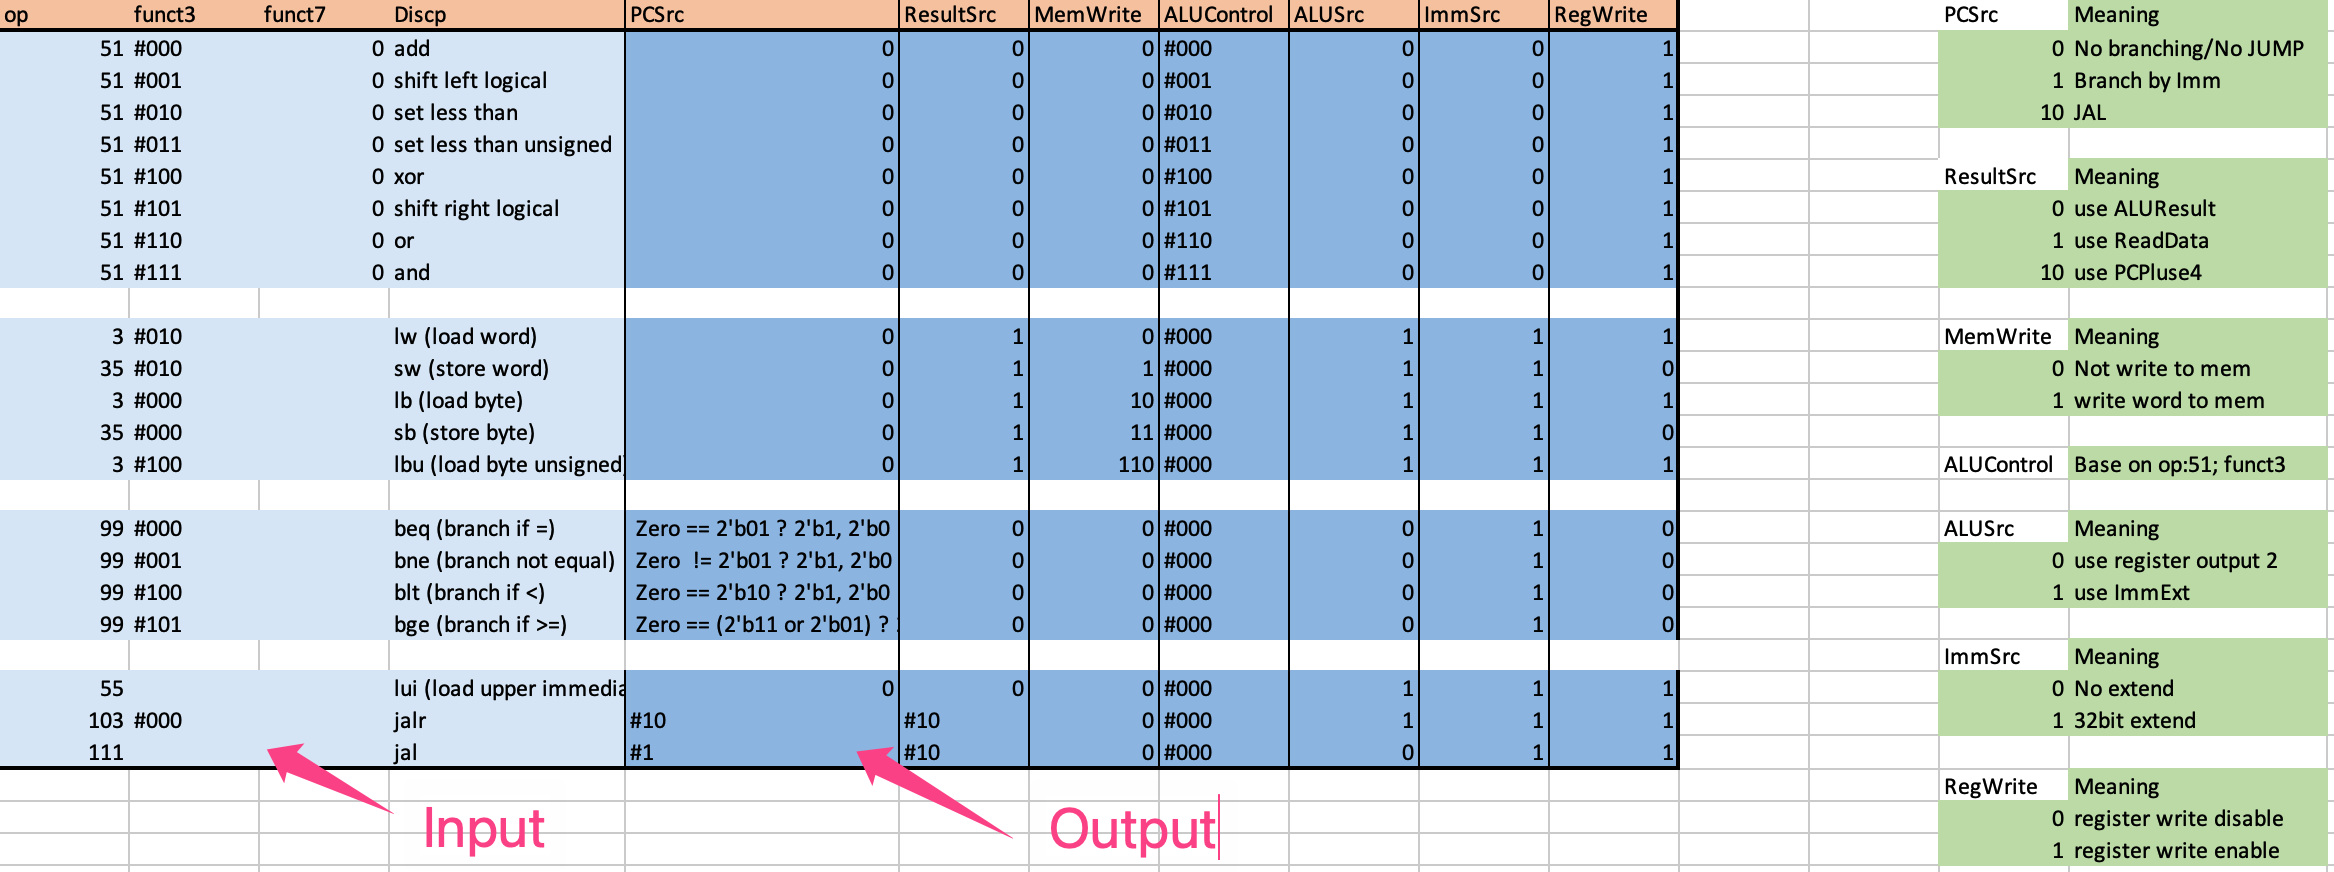 op funct3 funct7 Discp PCSrc ResultSrc MemWrite ALUControl ALUSrc ImmSrc RegWrite PCSrc Meaning
51 #000 0 add 0 0 0 #000 0 0 1 0 No branching/No JUMP
51 #001 0 shift left logical 0 0 0 #001 0 0 1 1 Branch by Imm
51 #010 0 set less than 0 0 0 #010 0 0 1 10 JAL
51 #011 0 set less than unsigned 0 0 0 #011 0 0 1
51 #100 0 xor 0 0 0 #100 0 0 1 ResultSrc Meaning
51 #101 0 shift right logical 0 0 0 #101 0 0 1 0 use ALUResult
51 #110 0 or 0 0 0 #110 0 0 1 1 use ReadData
51 #111 0 and 0 0 0 #111 0 0 1 10 use PCPluse4
3 #010 lw (load word) 0 1 0 #000 1 1 1 MemWrite Meaning
35 #010 sw (store word) 0 1 1 #000 1 1 0 0 Not write to mem
3 #000 lb (load byte) 0 1 10 #000 1 1 1 1 write word to mem
35 #000 sb (store byte) 0 1 11 #000 1 1 0
3 #100 lbu (load byte unsigned) 0 1 110 #000 1 1 1 ALUControl Base on op:51; funct3
99 #000 beq (branch if =) Zero == 2'b01 ? 2'b1, 2'b0 0 0 #000 0 1 0 ALUSrc Meaning
99 #001 bne (branch not equal) Zero != 2'b01 ? 2'b1, 2'b0 0 0 #000 0 1 0 0 use register output 2
99 #100 blt (branch if <) Zero == 2'b10 ? 2'b1, 2'b0 0 0 #000 0 1 0 1 use ImmExt
99 #101 bge (branch if >=) Zero == (2'b11 or 2'b01) ? 0 0 #000 0 1 0
ImmSrc Meaning
55 lui (load upper immedia 0 0 0 #000 1 1 1 0 No extend
103 #000 jalr #10 #10 0 #000 1 1 1 1 32bit extend
111 jal #1 #10 0 #000 0 1 1
RegWrite Meaning
0 register write disable
1 register write enable
Input
Output